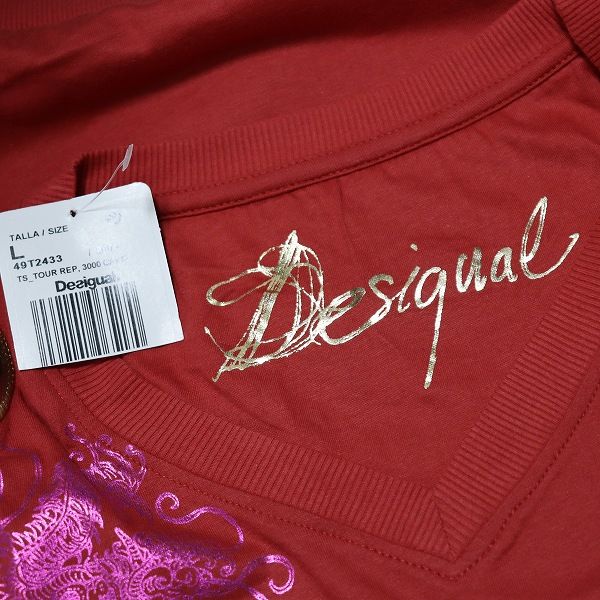 TALLA / SIZE
L
49T2433
TS_TOUR REP, 3000
Desigual
Desigual